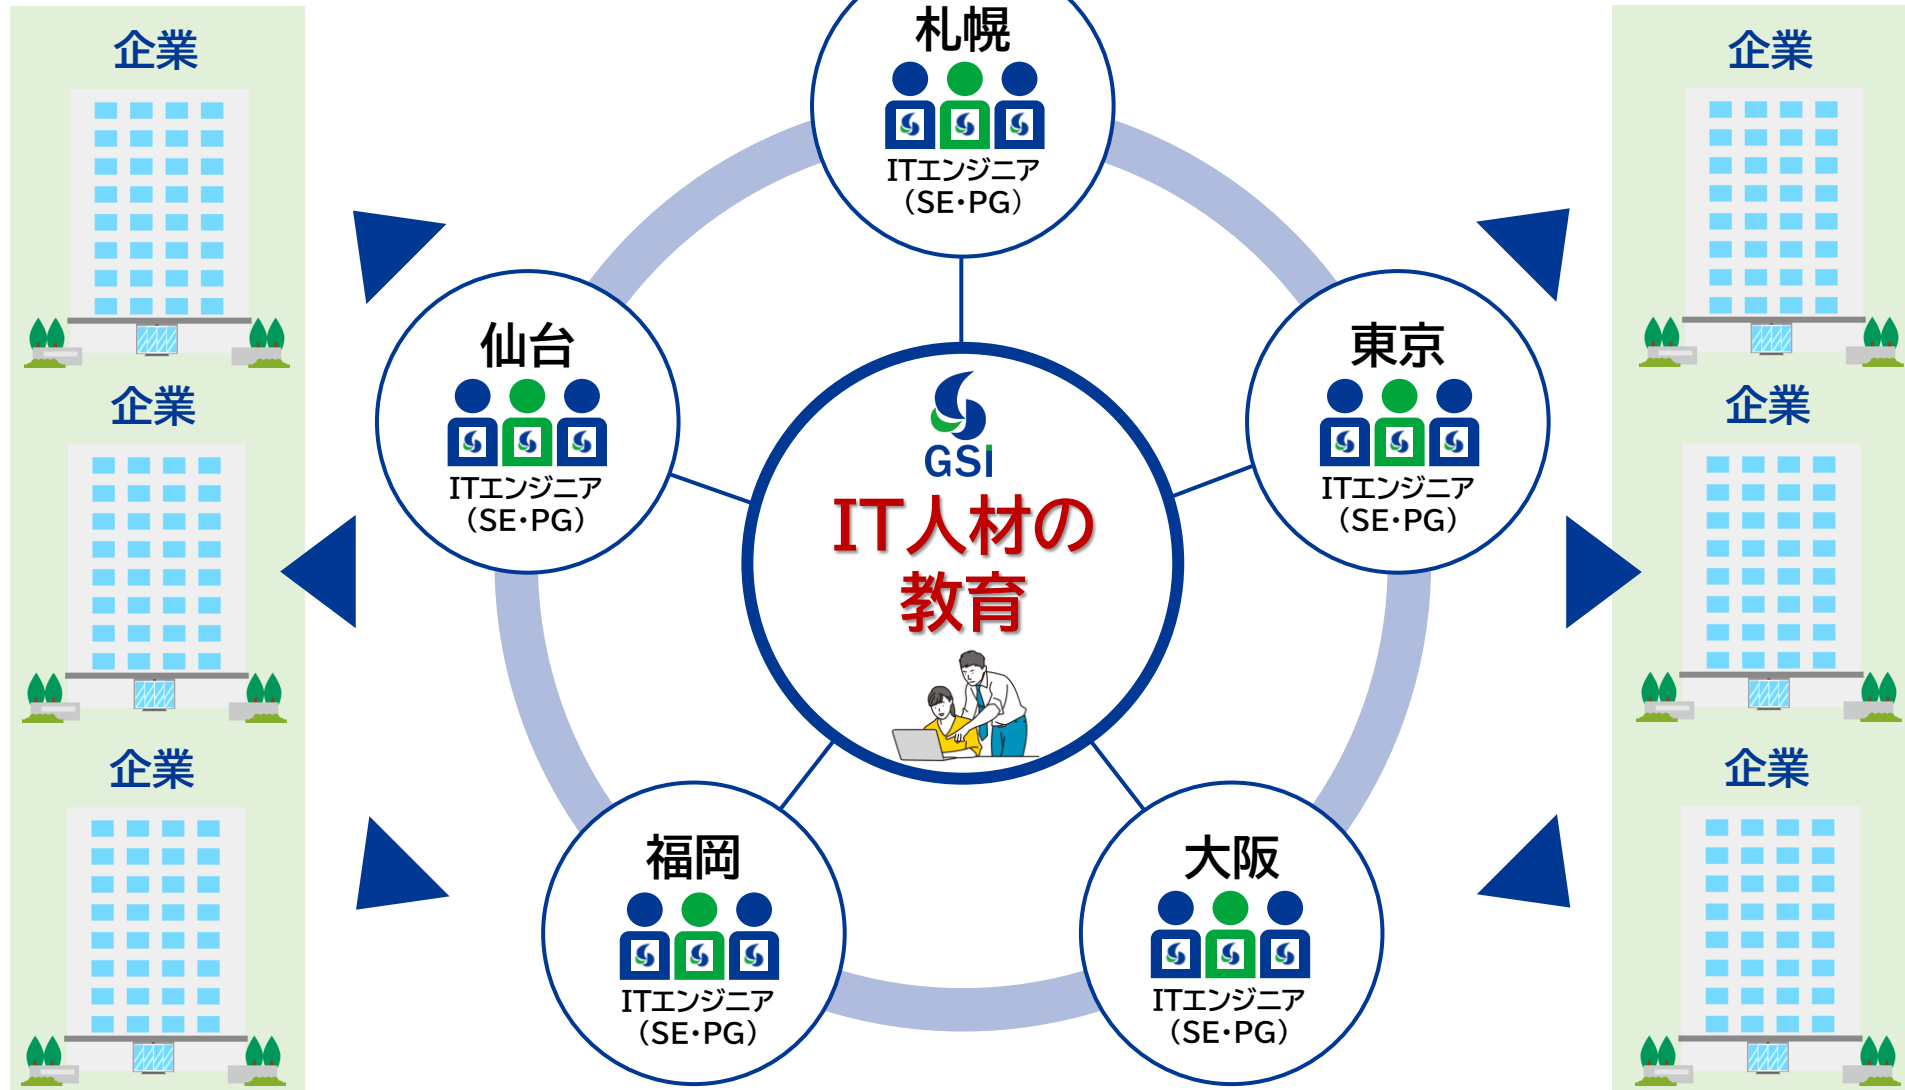 企業
札幌
ITエンジニア
(SE・PG)
企業
仙台
ITエンジニア
(SE・PG)
東京
ITエンジニア
(SE・PG)
企業
企業
GSI
IT人材の
教育
企業
企業
福岡
ITエンジニア
(SE・PG)
大阪
ITエンジニア
(SE・PG)